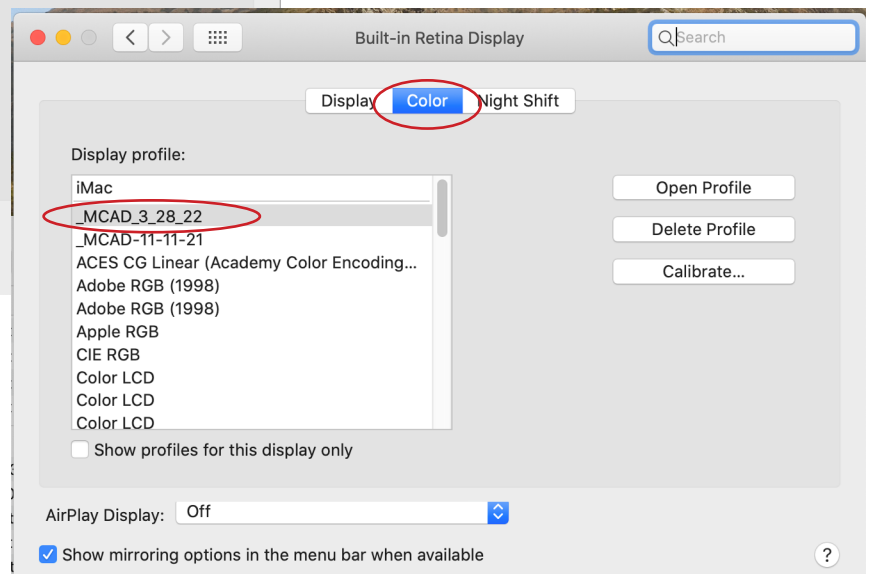 Built-in Retina Display
Search
Display Color Night Shift
Display profile:
iMac
_MCAD_3_28_22
_MCAD-11-11-21
ACES CG Linear (Academy Color Encoding...
Adobe RGB (1998)
Adobe RGB (1998)
Apple RGB
CIE RGB
Color LCD
Color LCD
Color LCD
Open Profile
Delete Profile
Calibrate...
Show profiles for this display only
AirPlay Display: Off
Show mirroring options in the menu bar when available
?